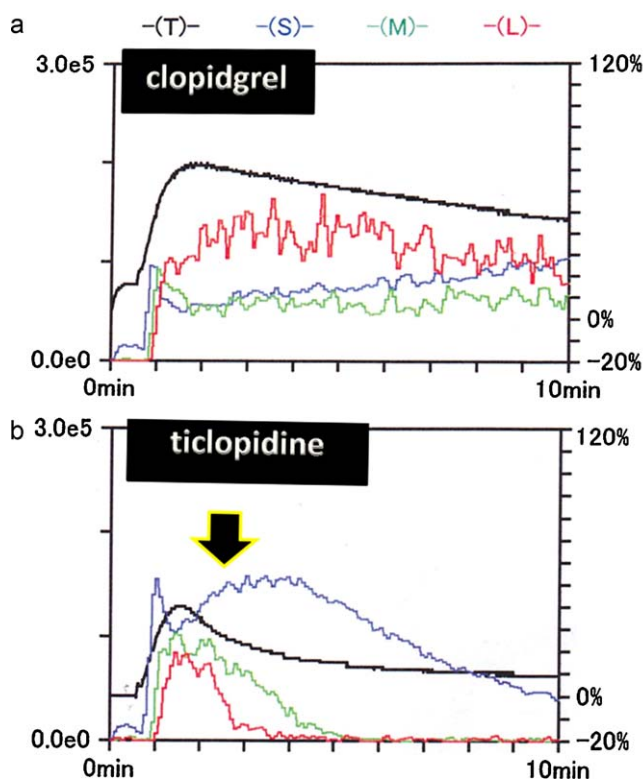 a
-(T)- -(S)- -(M)- -(L)-
3.0e5 120%
clopidgrel
0%
0.0e0 -20%
0min 10min
b
3.0e5 120%
ticlopidine
0%
0.0e0 -20%
0min 10min